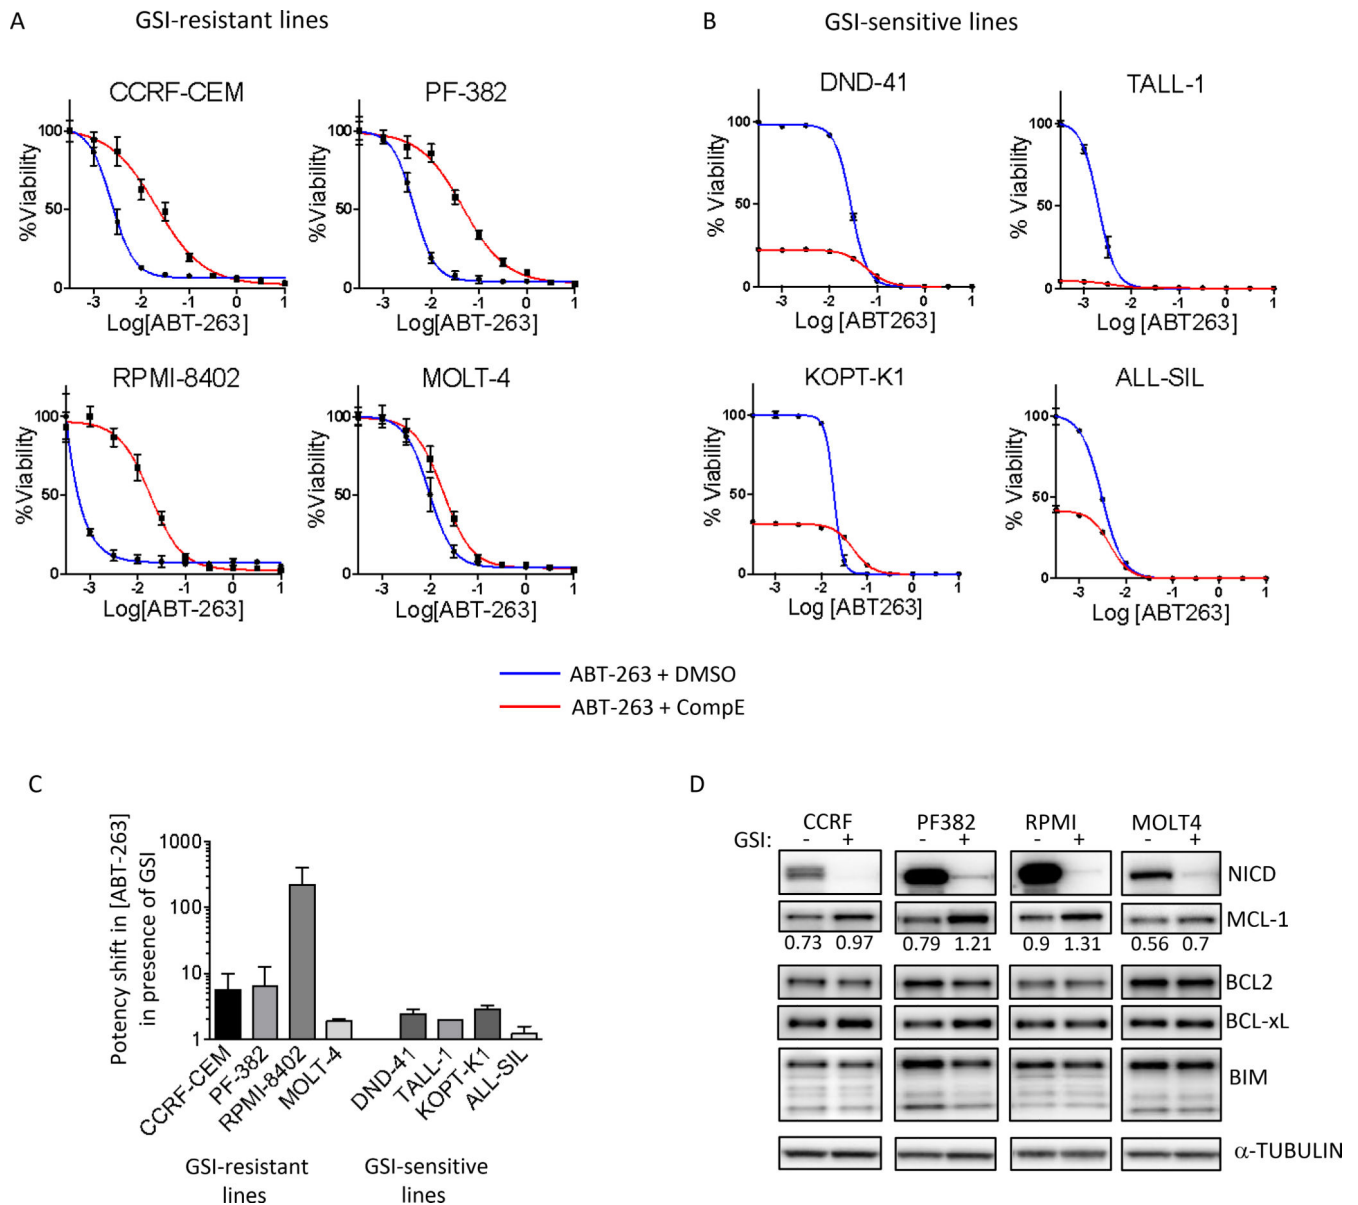 A
GSI-resistant lines
B
GSI-sensitive lines
CCRF-CEM
PF-382
%Viability
100
50
0
-3 -2 -1 0 1
Log[ABT-263]
%Viability
100
50
0
-3 -2 -1 0 1
Log[ABT-263]
RPMI-8402
MOLT-4
%Viability
100
50
0
-3 -2 -1 0 1
Log[ABT-263]
%Viability
100
50
0
-3 -2 -1 0 1
Log[ABT-263]
DND-41
TALL-1
% Viability
100
50
0
-3 -2 -1 0 1
Log [ABT263]
% Viability
100
50
0
-3 -2 -1 0 1
Log [ABT263]
KOPT-K1
ALL-SIL
% Viability
100
50
0
-3 -2 -1 0 1
Log [ABT263]
% Viability
100
50
0
-3 -2 -1 0 1
Log [ABT263]
ABT-263 + DMSO
ABT-263 + CompE
C
Potency shift in [ABT-263]
in presence of GSI
1000
100
10
1
CCRF-CEM
PF-382
RPMI-8402
MOLT-4
DND-41
TALL-1
KOPT-K1
ALL-SIL
GSI-resistant
lines
GSI-sensitive
lines
D
CCRF PF382 RPMI MOLT4
GSI: - + - + - + - +
NICD
MCL-1
0.73 0.97 0.79 1.21 0.9 1.31 0.56 0.7
BCL2
BCL-xL
BIM
α-TUBULIN